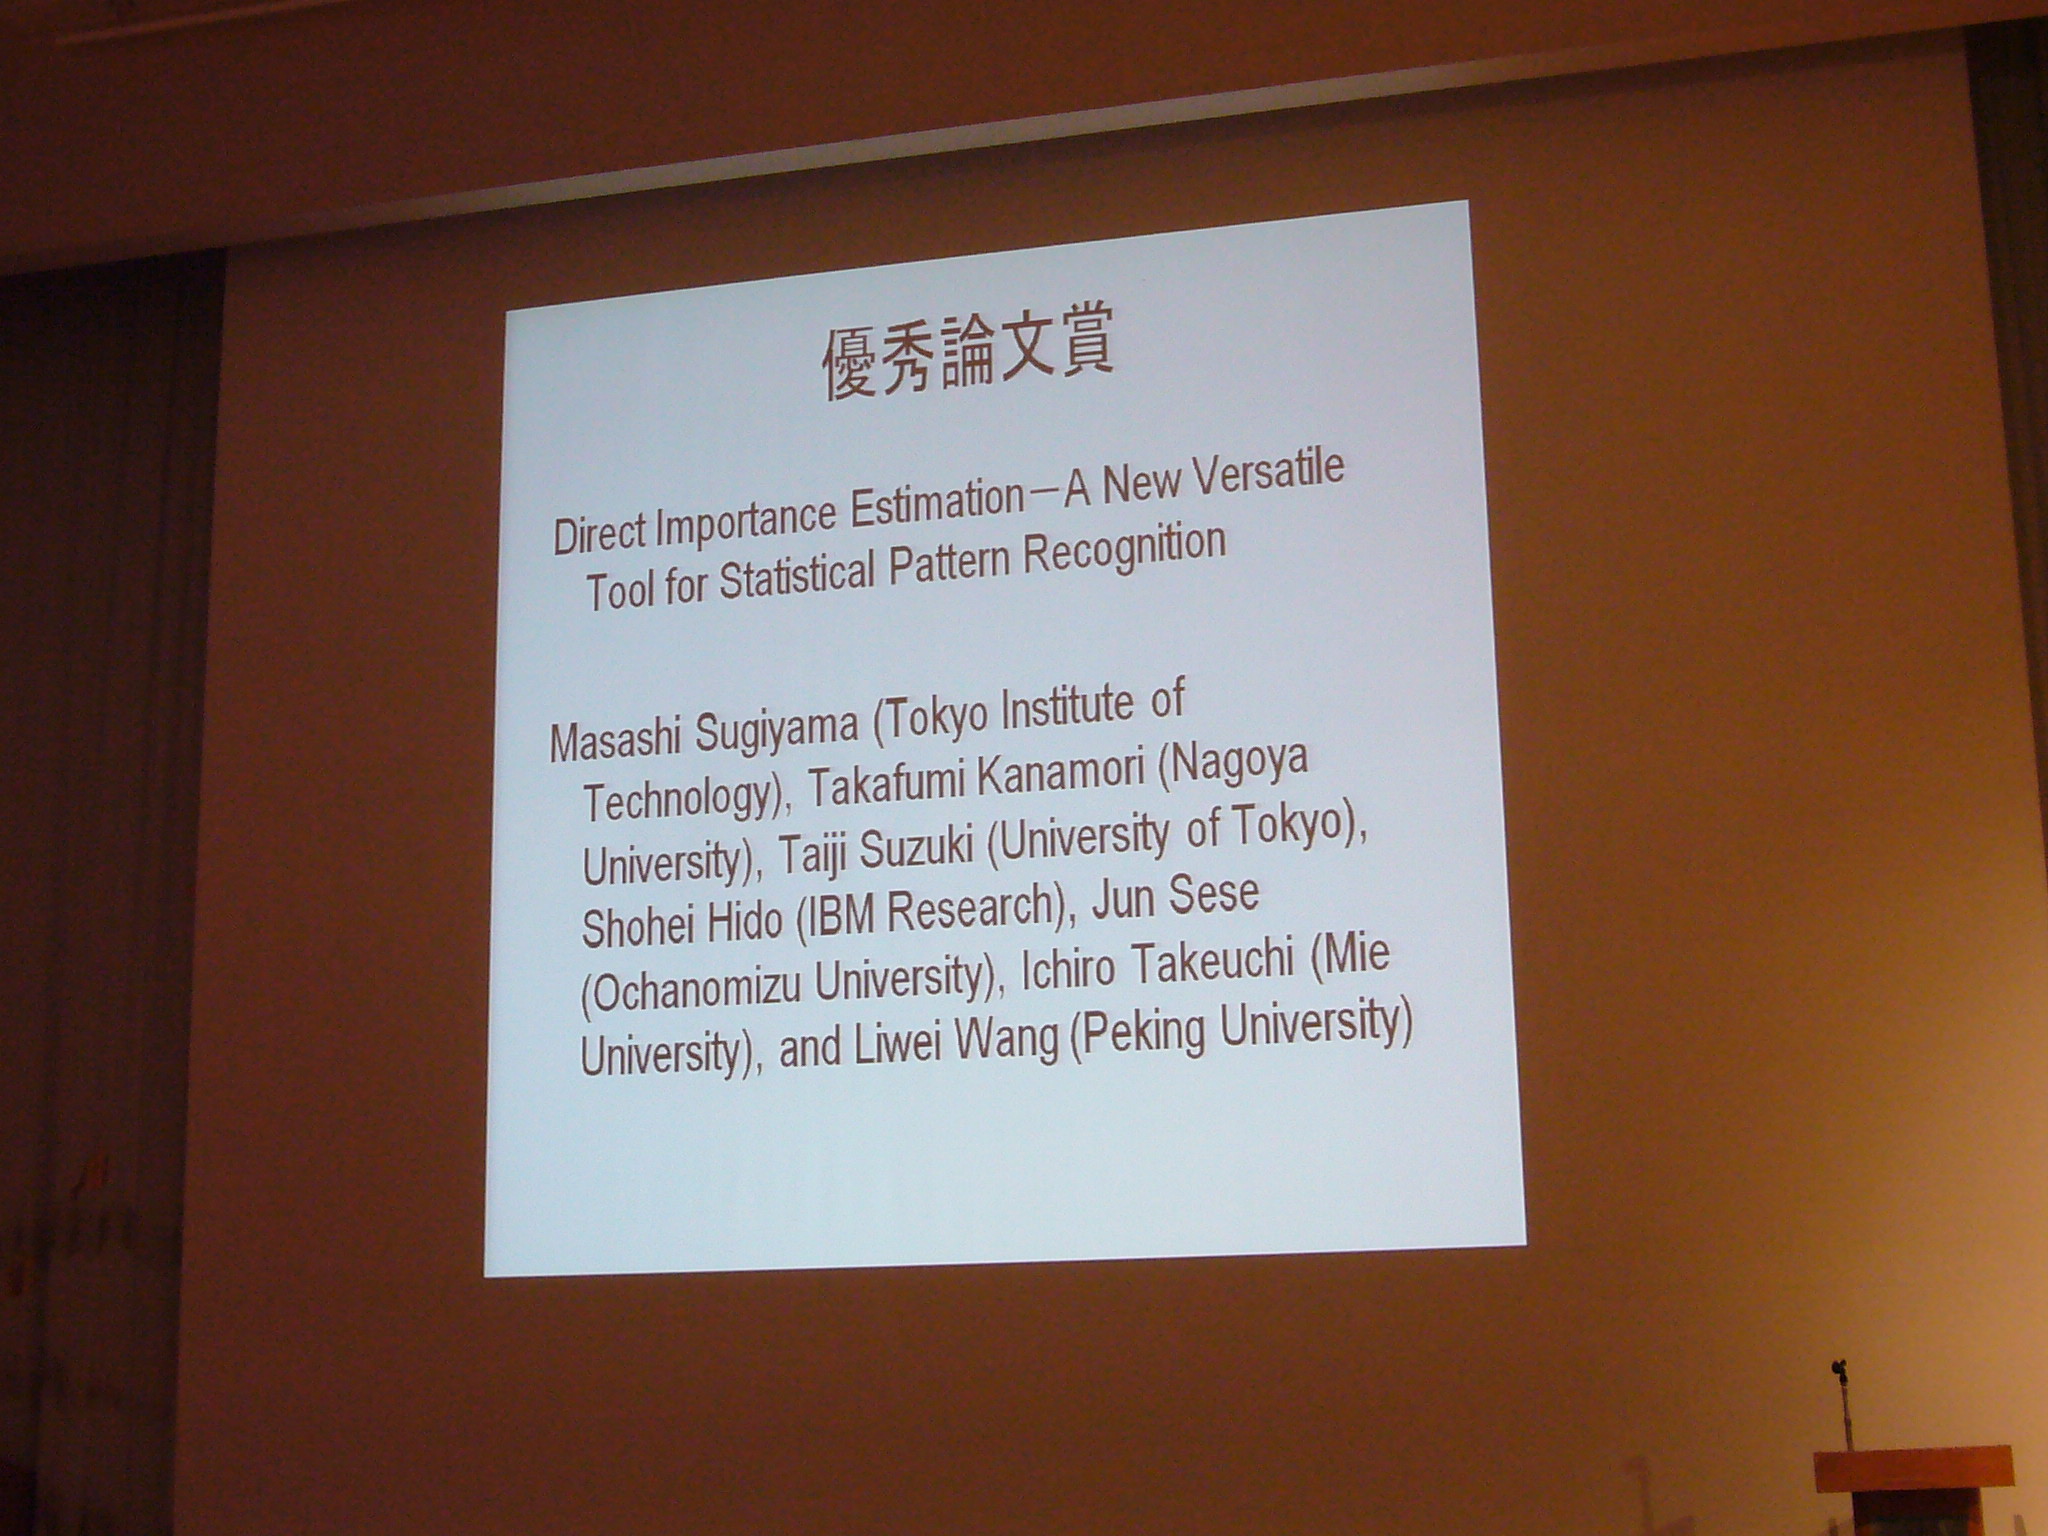 優秀論文賞
Direct Importance Estimation－A New Versatile
Tool for Statistical Pattern Recognition
Masashi Sugiyama (Tokyo Institute of
Technology), Takafumi Kanamori (Nagoya
University), Taiji Suzuki (University of Tokyo),
Shohei Hido (IBM Research), Jun Sese
(Ochanomizu University), Ichiro Takeuchi (Mie
University), and Liwei Wang (Peking University)